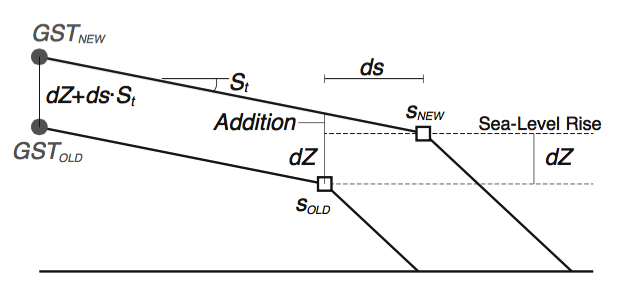 GST_NEW
ds
S_t
dZ+ds·S_t
s_NEW
Addition
Sea-Level Rise
GST_OLD
dZ
dZ
s_OLD